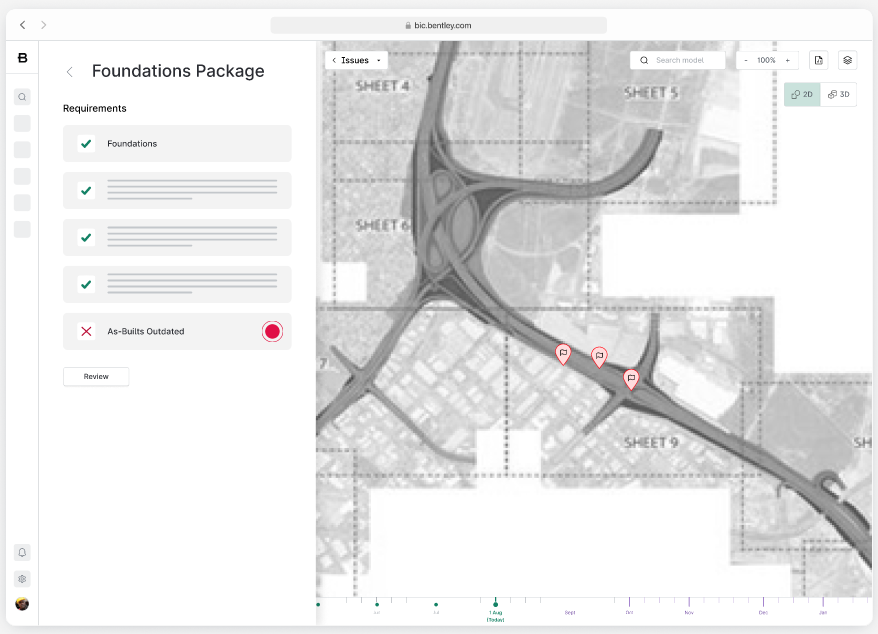 bic.bentley.com
B
Foundations Package
Requirements
Foundations
As-Builts Outdated
Review
Issues
Search model
- 100% +
2D 3D
SHEET 4
SHEET 5
SHEET 6
7
SHEET 9
SH
1 Aug
(Today)
Sept
Oct
Nov
Dec
Jan